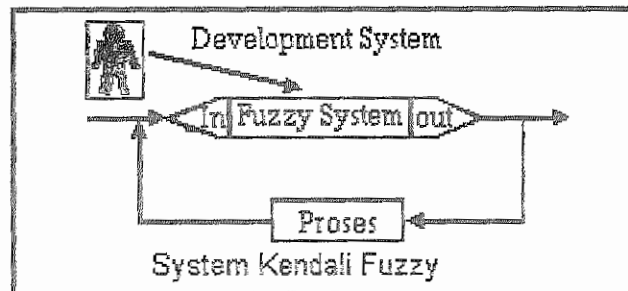 Development System
In Fuzzy System out
Proses
System Kendali Fuzzy